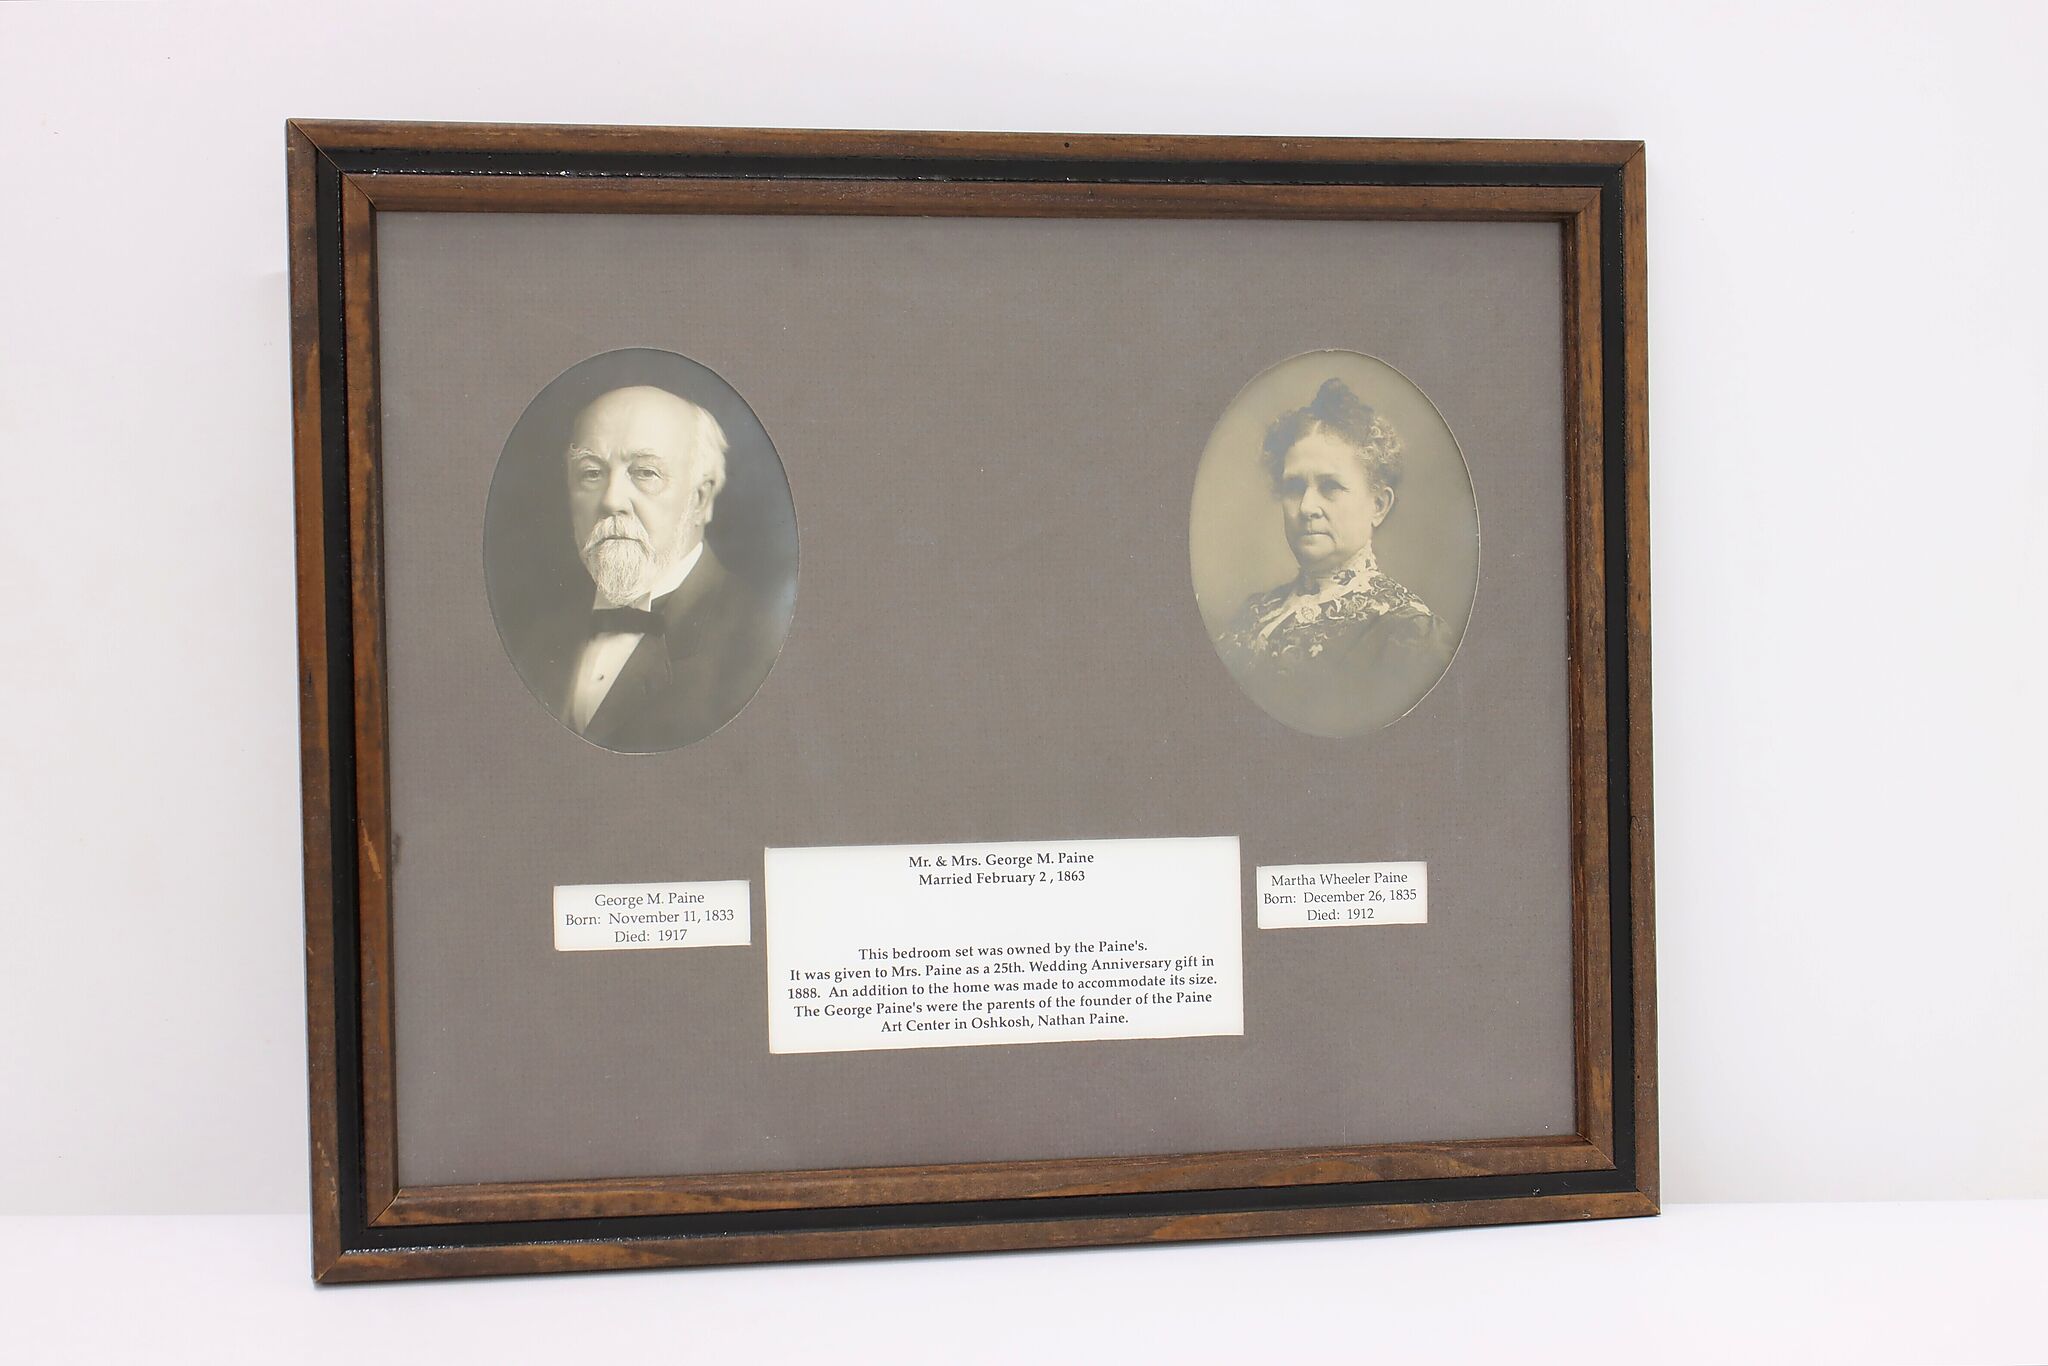 George M. Paine
Born: November 11, 1833
Died: 1917
Mr. & Mrs. George M. Paine
Married February 2 , 1863
This bedroom set was owned by the Paine's.
It was given to Mrs. Paine as a 25th. Wedding Anniversary gift in
1888. An addition to the home was made to accommodate its size.
The George Paine's were the parents of the founder of the Paine
Art Center in Oshkosh, Nathan Paine.
Martha Wheeler Paine
Born: December 26, 1835
Died: 1912